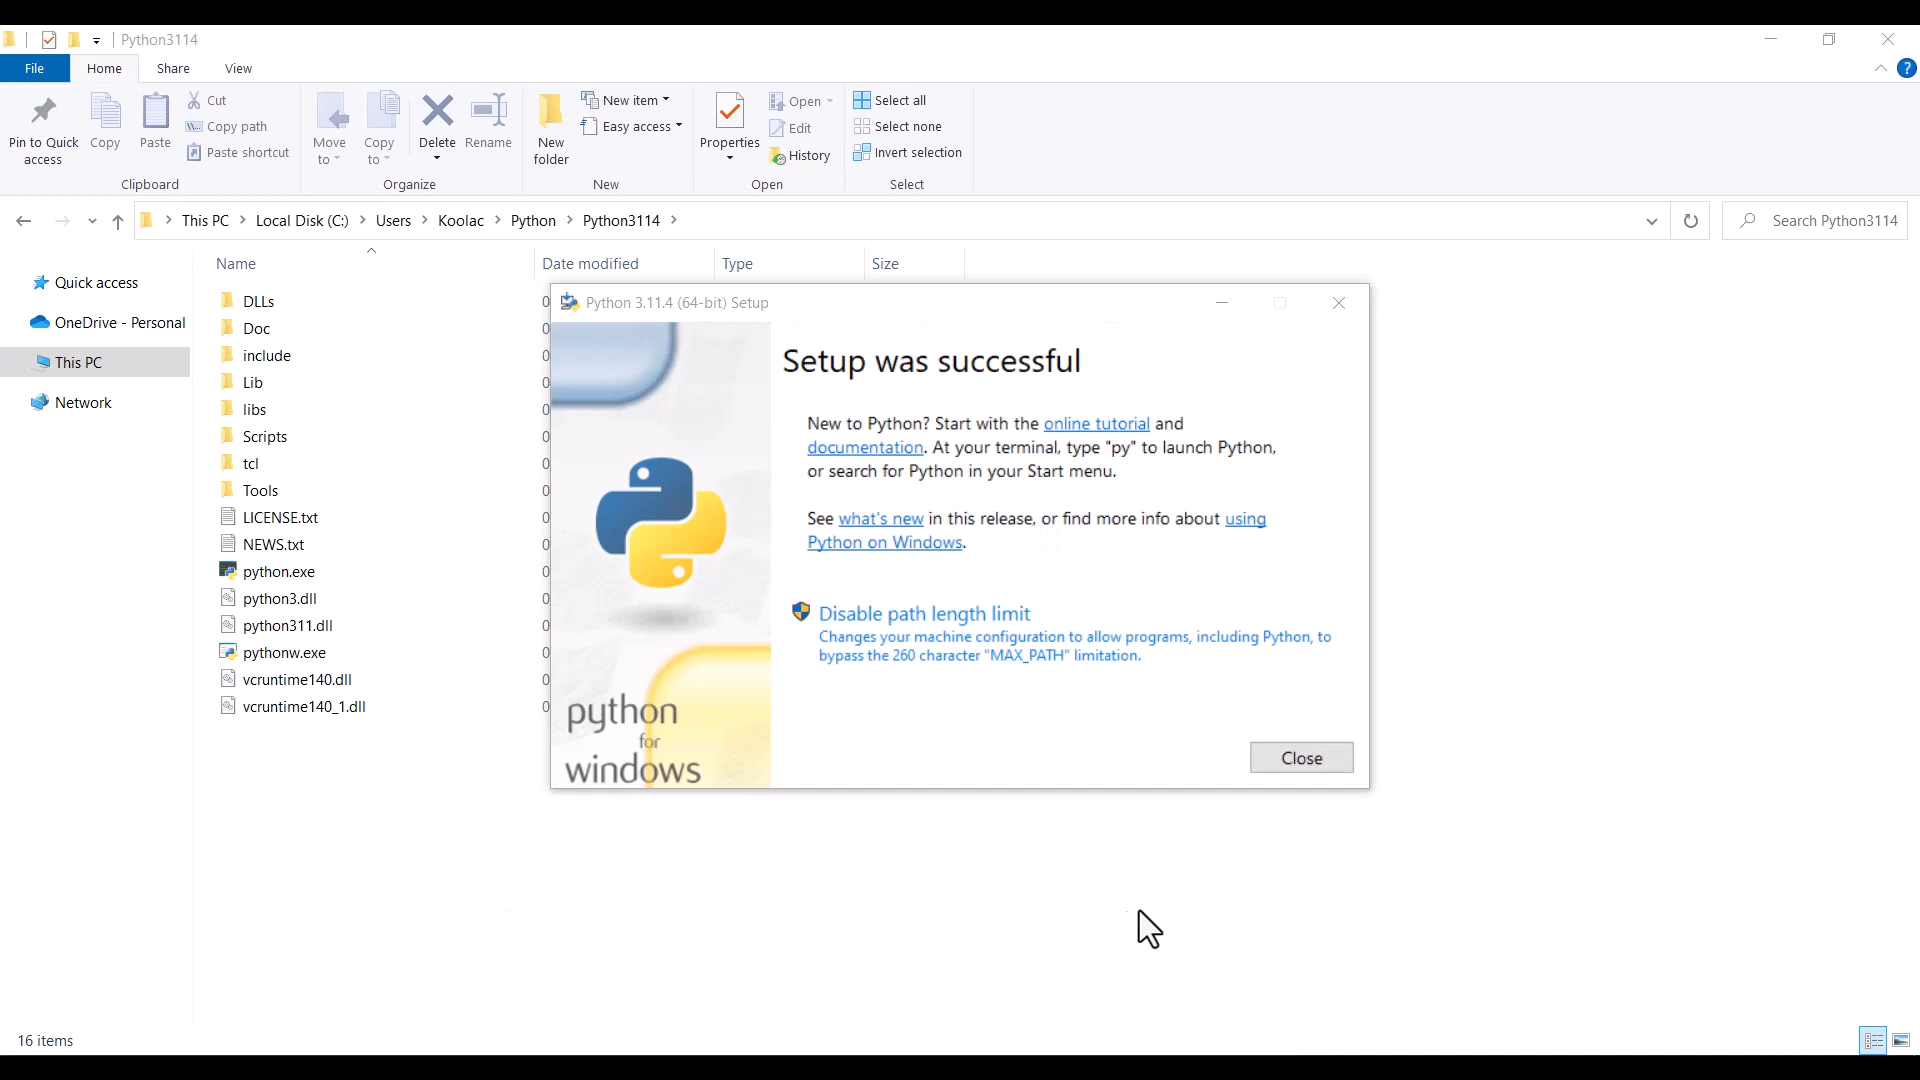 Python3114
File Home Share View
Pin to Quick access
Copy
Paste
Cut
Copy path
Paste shortcut
Clipboard
Move to
Copy to
Delete
Rename
Organize
New folder
New item
Easy access
New
Properties
Open
Edit
History
Open
Select all
Select none
Invert selection
Select
This PC > Local Disk (C:) > Users > Koolac > Python > Python3114 >
Search Python3114
Quick access
OneDrive - Personal
This PC
Network
Name Date modified Type Size
DLLs
Doc
include
Lib
libs
Scripts
tcl
Tools
LICENSE.txt
NEWS.txt
python.exe
python3.dll
python311.dll
pythonw.exe
vcruntime140.dll
vcruntime140_1.dll
Python 3.11.4 (64-bit) Setup
Setup was successful
New to Python? Start with the online tutorial and
documentation. At your terminal, type "py" to launch Python,
or search for Python in your Start menu.
See what's new in this release, or find more info about using
Python on Windows.
Disable path length limit
Changes your machine configuration to allow programs, including Python, to
bypass the 260 character "MAX_PATH" limitation.
python
for
windows
Close
16 items